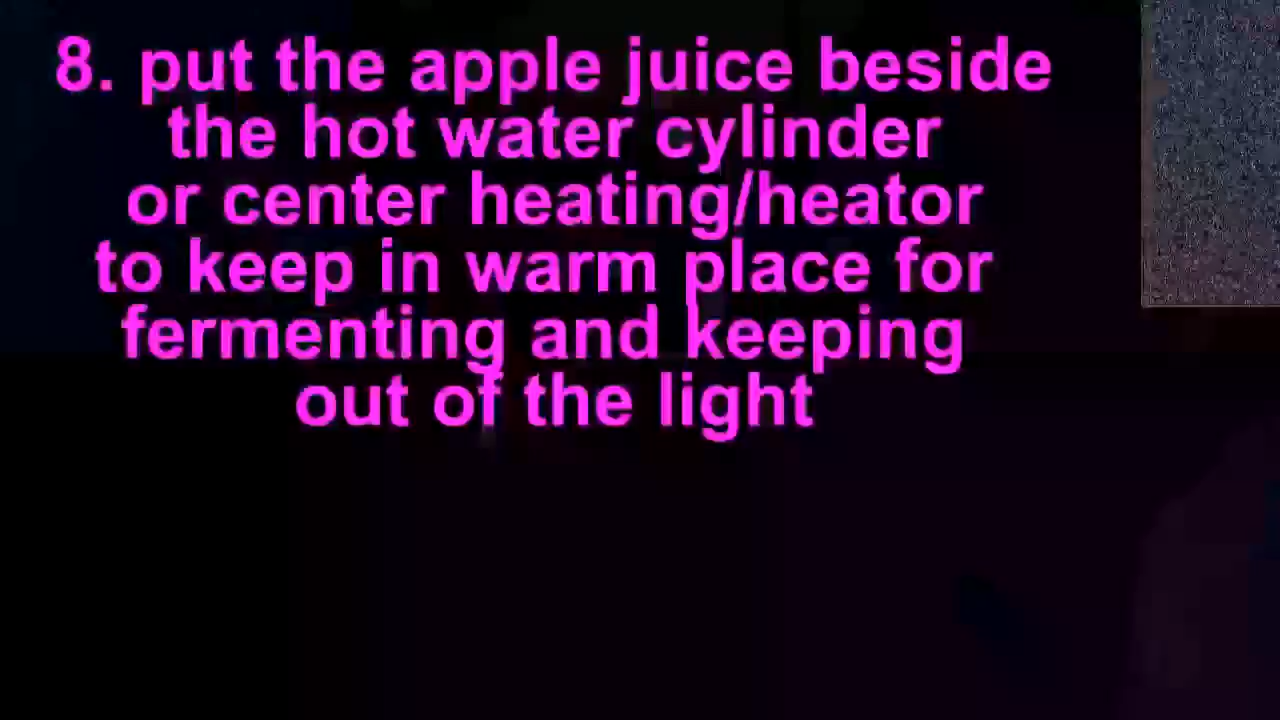 8. put the apple juice beside
the hot water cylinder
or center heating/heator
to keep in warm place for
fermenting and keeping
out of the light